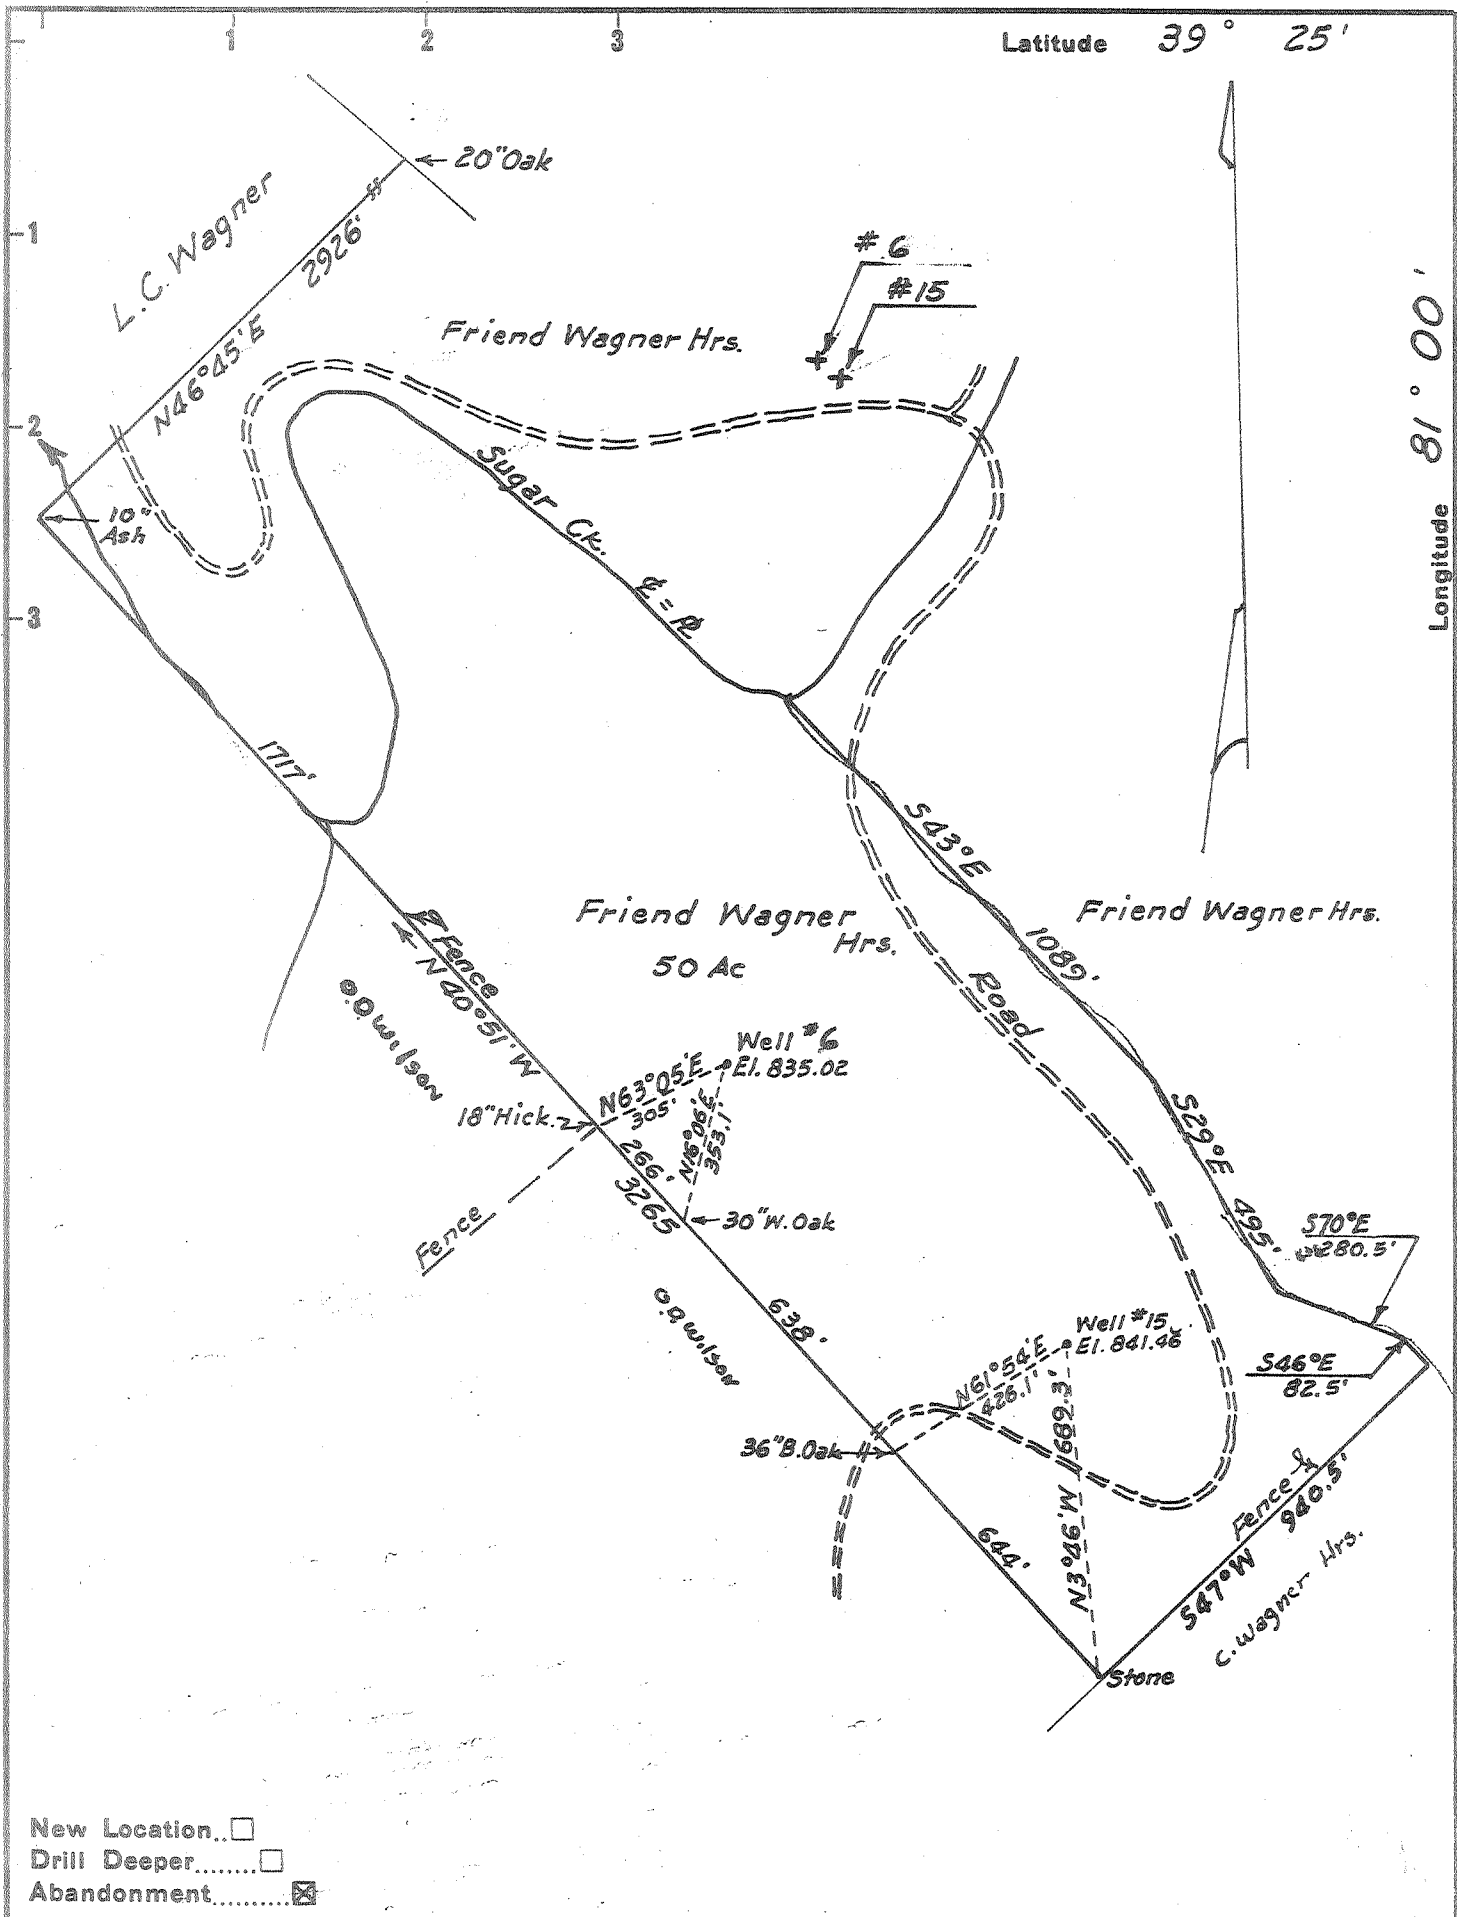 1 2 3
Latitude 39° 25'
Longitude 81° 00'
1
2
3
20"Oak
L.C. Wagner
2926'
N46°45'E
# 6
#15
Friend Wagner Hrs.
10"
Ash
Sugar Ck.
1717'
S43°E
1089'
Friend Wagner
Hrs.
50 Ac
Friend Wagner Hrs.
Fence
N40°51'W
Road
Well #6
El. 835.02
N63°05'E
305'
N16°06'E
353.1'
18"Hick.
266'
3265
30"W. Oak
Fence
S29°E
495'
S70°E
280.5'
638'
Well #15
El. 841.46
N61°54'E
426.1'
S46°E
82.5'
36"B.Oak
689.3'
N3°46'W
644'
Fence
940.5'
S47°W
C. Wagner Hrs.
Stone
New Location..☐
Drill Deeper........☐
Abandonment..........☒